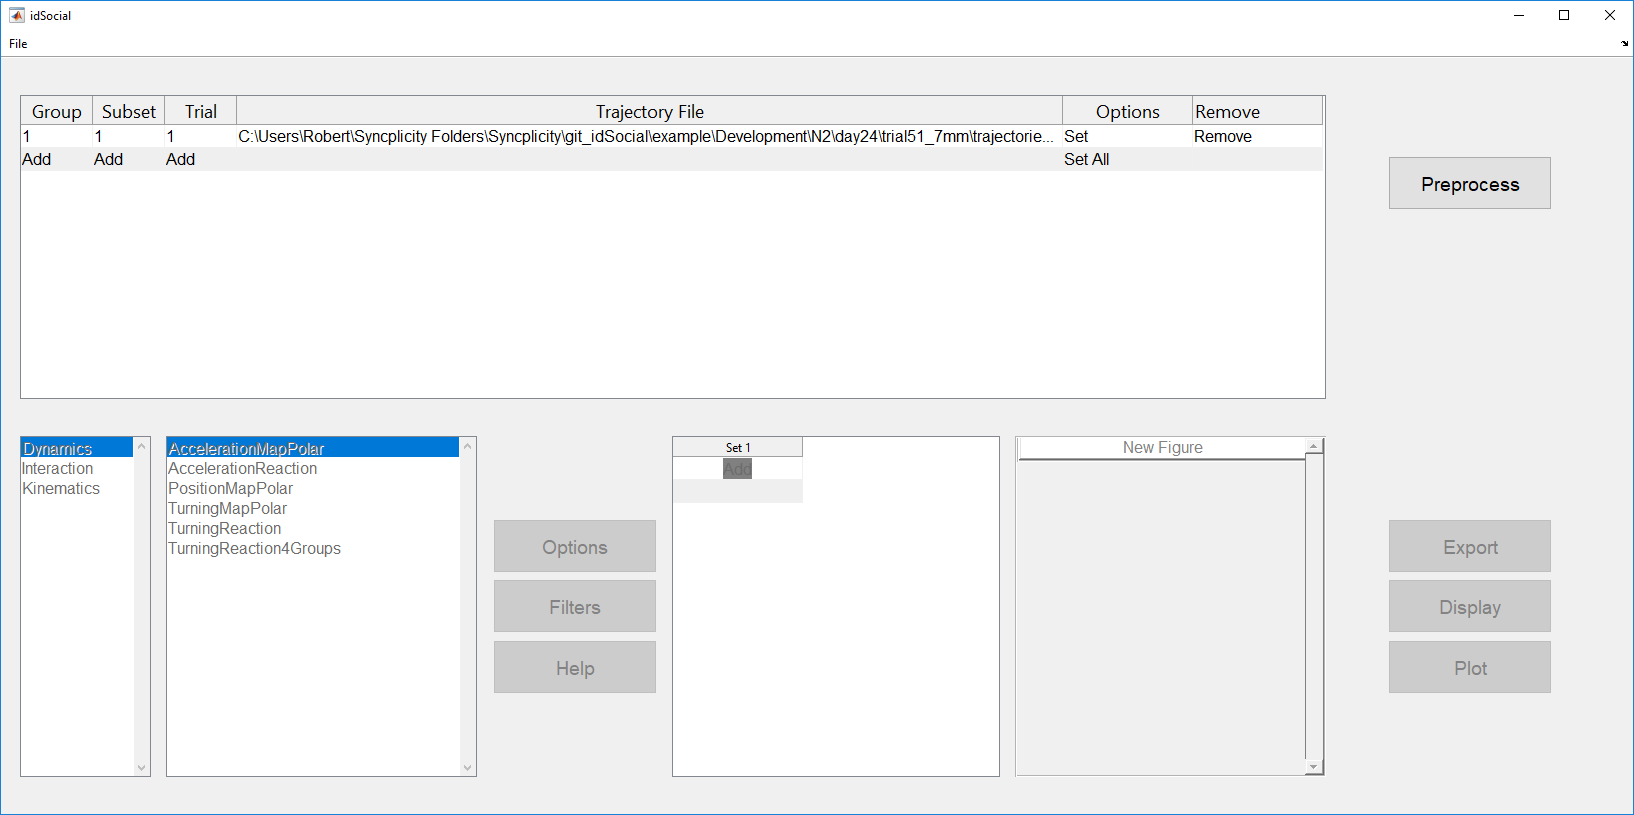 idSocial
File
Group Subset Trial Trajectory File Options Remove
1 1 1 C:\Users\Robert\Syncplicity Folders\Syncplicity\git_idSocial\example\Development\N2\day24\trial51_7mm\trajectorie... Set Remove
Add Add Add Set All
Preprocess
Dynamics
Interaction
Kinematics
AccelerationMapPolar
AccelerationReaction
PositionMapPolar
TurningMapPolar
TurningReaction
TurningReaction4Groups
Options
Filters
Help
Set 1
Add
New Figure
Export
Display
Plot